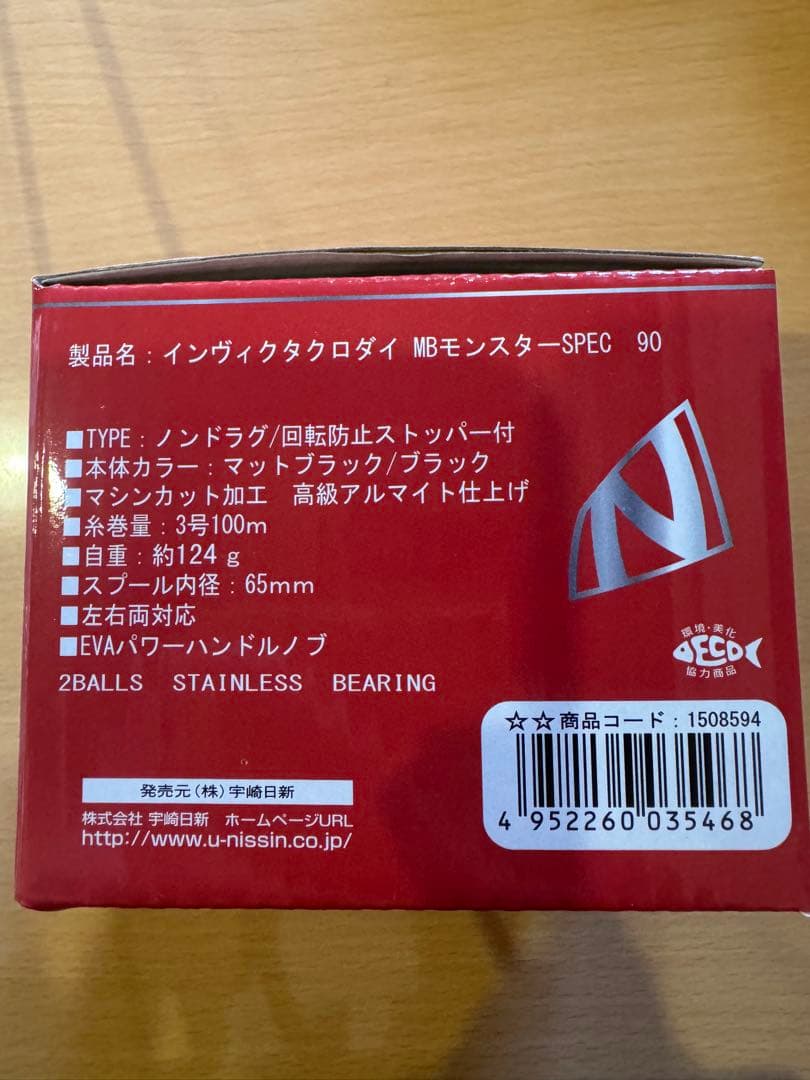 製品名：インヴィクタクロダイ MBモンスターSPEC 90
■TYPE：ノンドラグ/回転防止ストッパー付
■本体カラー：マットブラック/ブラック
■マシンカット加工 高級アルマイト仕上げ
■糸巻量：3号100m
■自重：約124g
■スプール内径：65mm
■左右両対応
■EVAパワーハンドルノブ
2BALLS STAINLESS BEARING
N
環境・美化
ECO
協力商品
☆☆商品コード：1508594
4 952260 035468
発売元（株）宇崎日新
株式会社 宇崎日新 ホームページURL
http://www.u-nissin.co.jp/